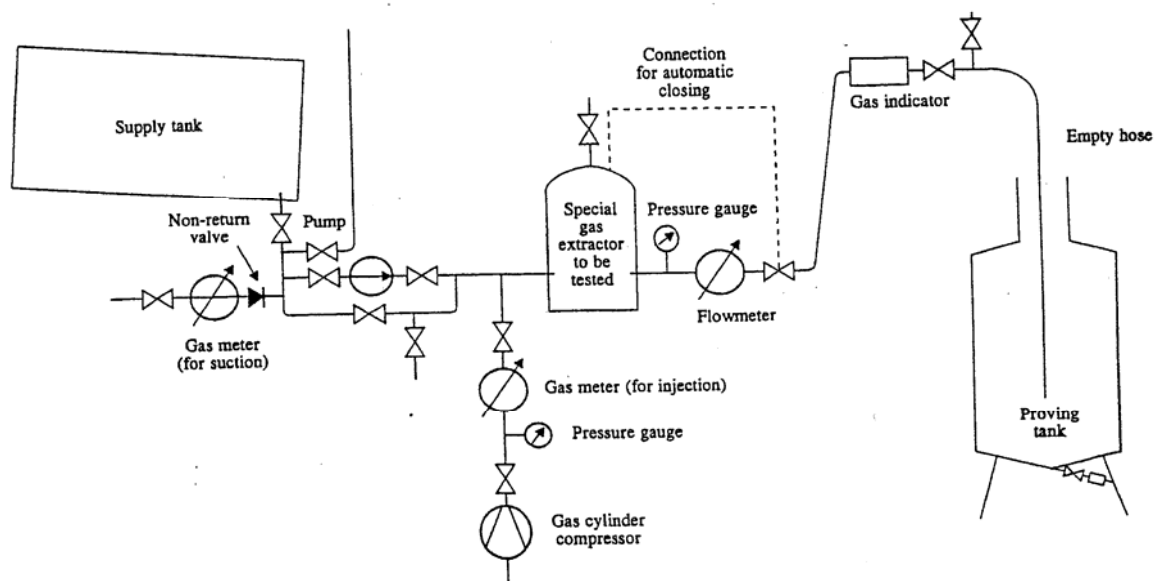 Supply tank
Non-return
valve
Pump
Gas meter
(for suction)
Connection
for automatic
closing
Special
gas
extractor
to be
tested
Pressure gauge
Flowmeter
Gas indicator
Empty hose
Proving
tank
Gas meter (for injection)
Pressure gauge
Gas cylinder
compressor